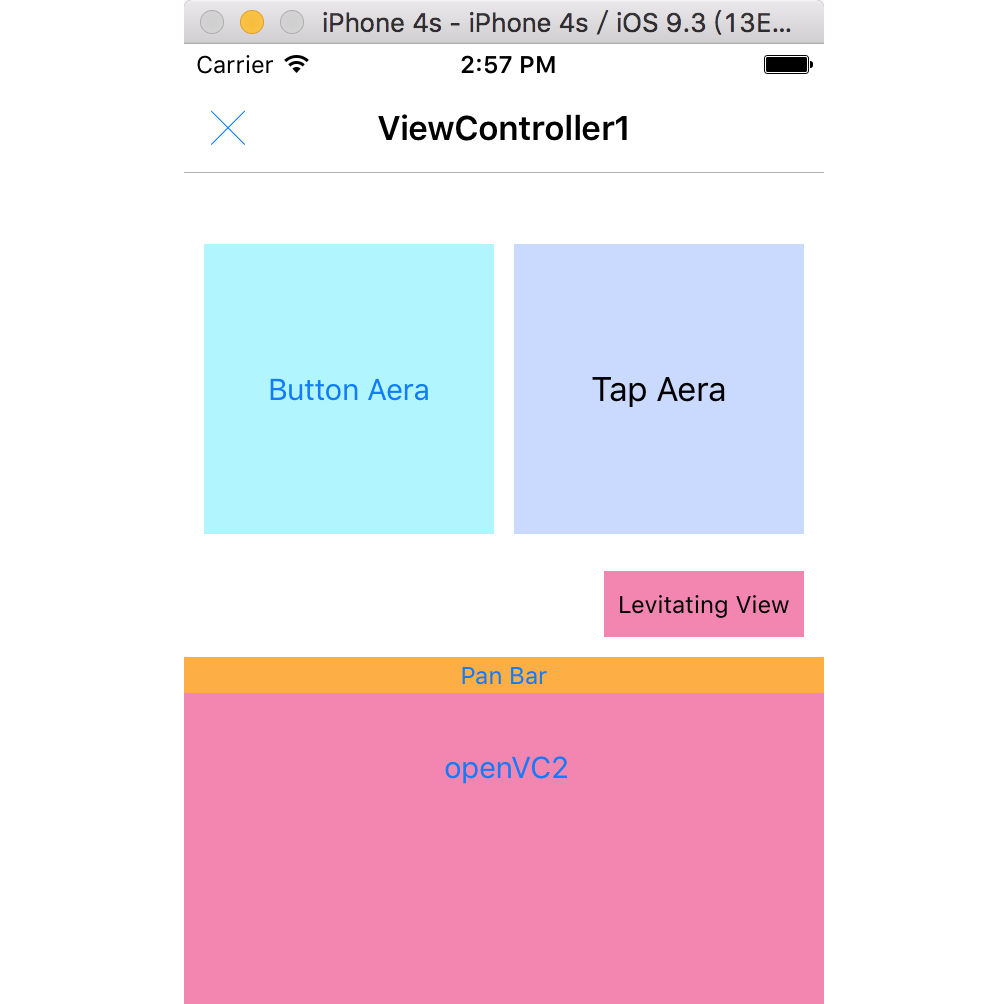 iPhone 4s - iPhone 4s / iOS 9.3 (13E...
Carrier 2:57 PM
ViewController1
Button Aera Tap Aera
Levitating View
Pan Bar
openVC2